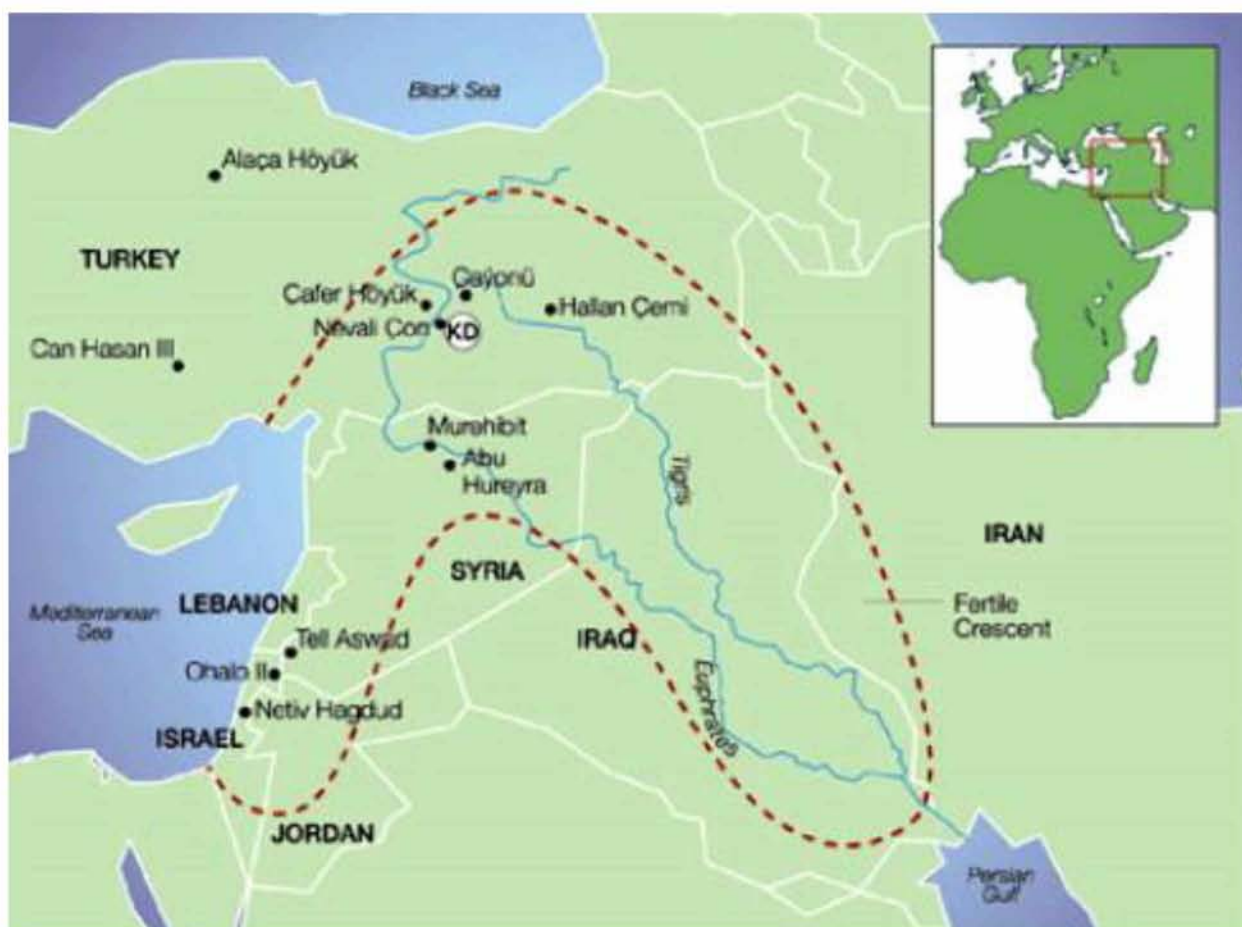 Black Sea
Alaça Höyük
TURKEY
Cafer Höyük
Çayönü
Hallan Çemi
Nevali Cori
KD
Can Hasan III
Murehibit
Abu
Hureyra
Tigris
IRAN
SYRIA
Fertile
Crescent
Mediterranean
Sea
LEBANON
Tell Aswad
IRAQ
Ohalo II
Euphrates
Netiv Hagdud
ISRAEL
JORDAN
Persian
Gulf